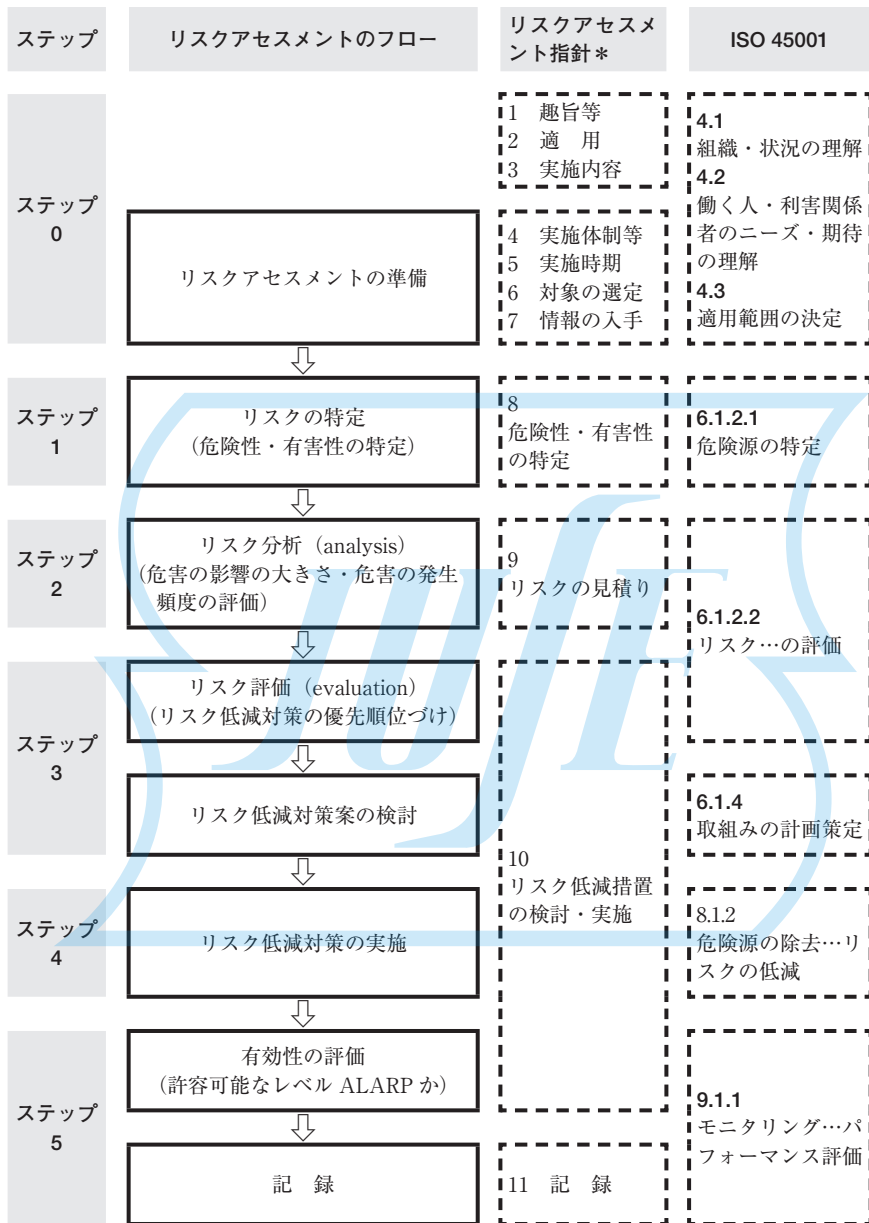 ステップ
リスクアセスメントのフロー
リスクアセスメ
ント指針＊
ISO 45001
ステップ
0
リスクアセスメントの準備
1　趣旨等
2　適　用
3　実施内容
4　実施体制等
5　実施時期
6　対象の選定
7　情報の入手
4.1
組織・状況の理解
4.2
働く人・利害関係
者のニーズ・期待
の理解
4.3
適用範囲の決定
ステップ
1
リスクの特定
（危険性・有害性の特定）
8
危険性・有害性
の特定
6.1.2.1
危険源の特定
ステップ
2
リスク分析（analysis）
（危害の影響の大きさ・危害の発生
頻度の評価）
9
リスクの見積り
6.1.2.2
リスク…の評価
ステップ
3
リスク評価（evaluation）
（リスク低減対策の優先順位づけ）
リスク低減対策案の検討
10
リスク低減措置
の検討・実施
6.1.4
取組みの計画策定
ステップ
4
リスク低減対策の実施
8.1.2
危険源の除去…リ
スクの低減
ステップ
5
有効性の評価
（許容可能なレベル ALARP か）
記　録
11　記　録
9.1.1
モニタリング…パ
フォーマンス評価
JUSE